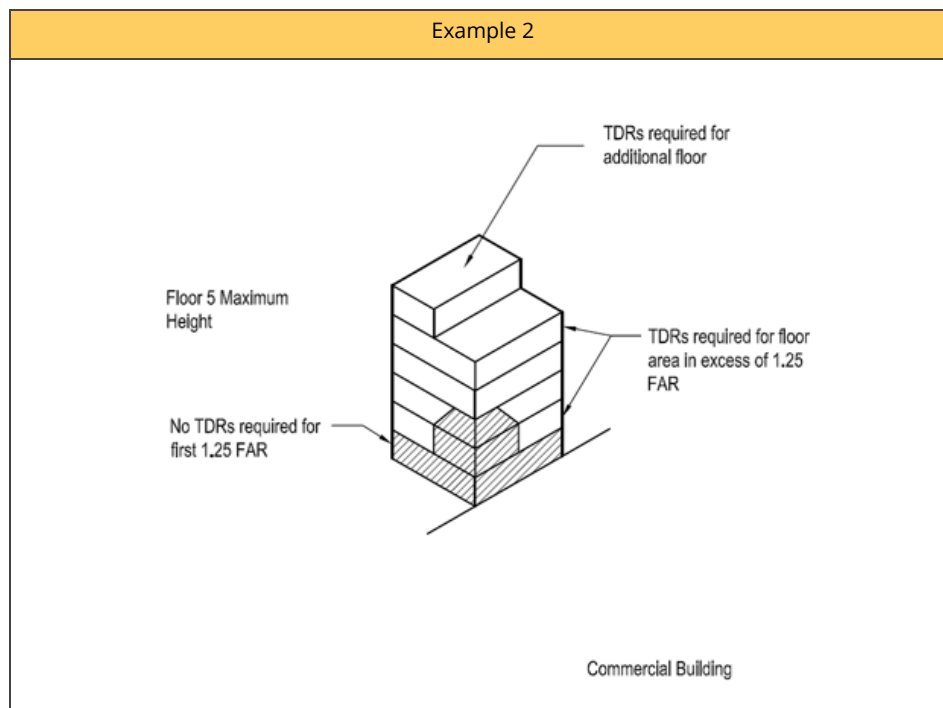 Example 2
TDRs required for
additional floor
Floor 5 Maximum
Height
TDRs required for floor
area in excess of 1.25
FAR
No TDRs required for
first 1.25 FAR
Commercial Building